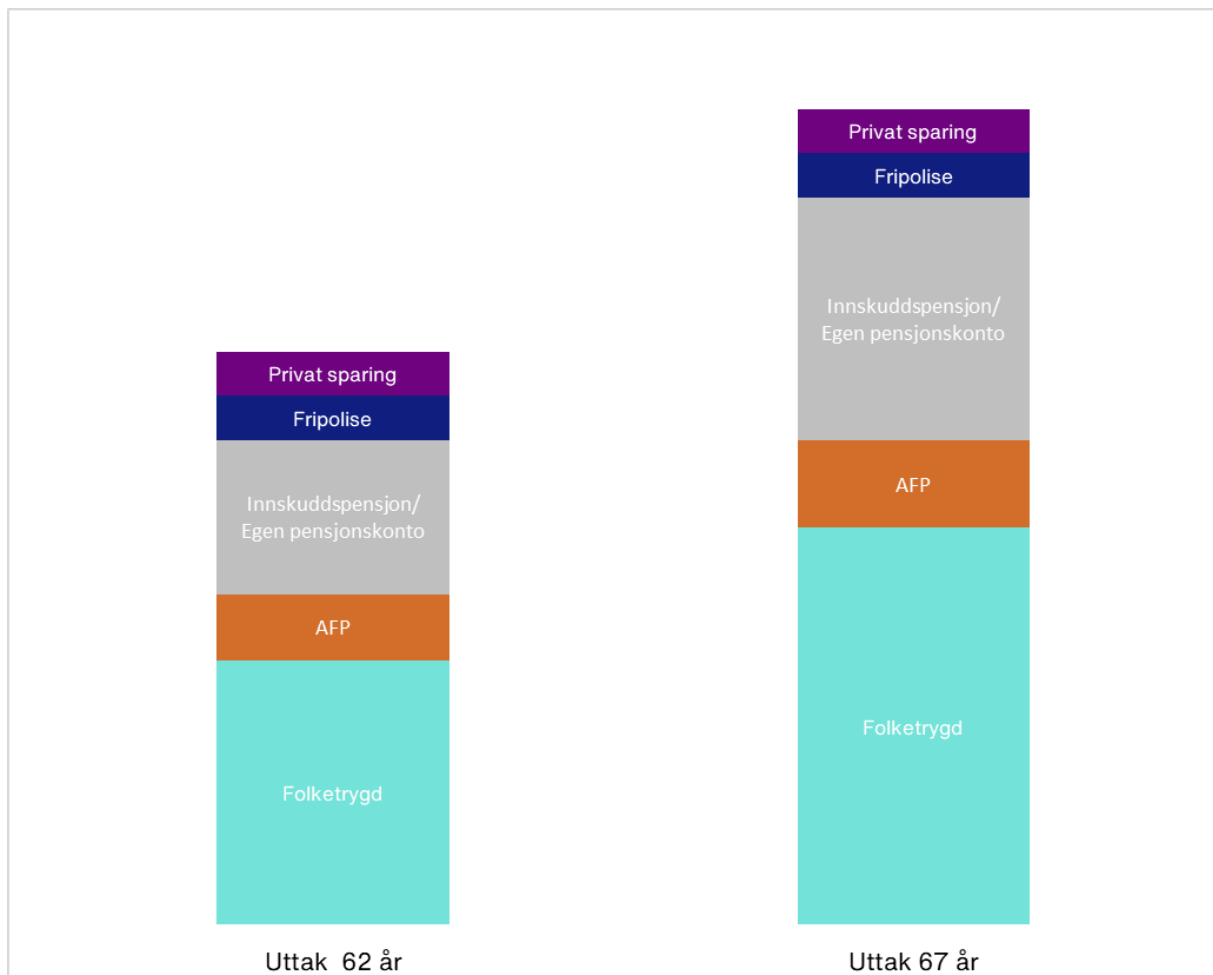 Privat sparing
Fripolise
Innskuddspensjon/
Egen pensjonskonto
AFP
Folketrygd
Uttak  62 år
Privat sparing
Fripolise
Innskuddspensjon/
Egen pensjonskonto
AFP
Folketrygd
Uttak 67 år